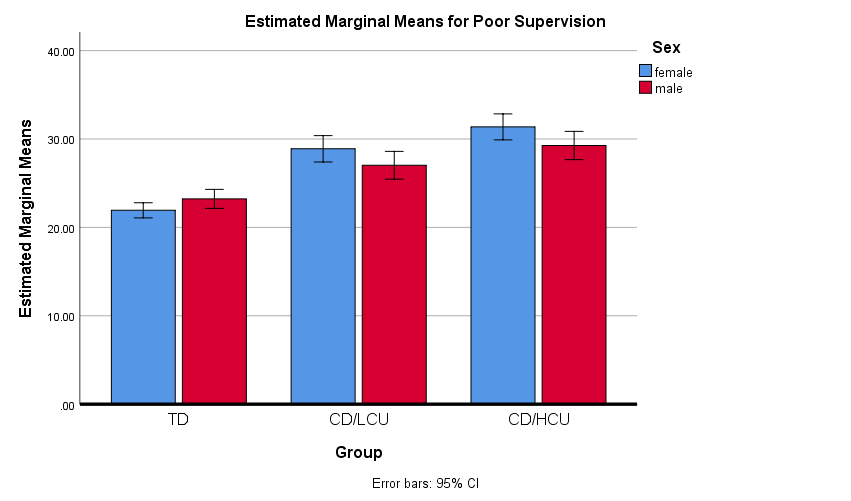 Estimated Marginal Means for Poor Supervision
Sex
female
male
Estimated Marginal Means
40.00
30.00
20.00
10.00
.00
TD
CD/LCU
CD/HCU
Group
Error bars: 95% CI